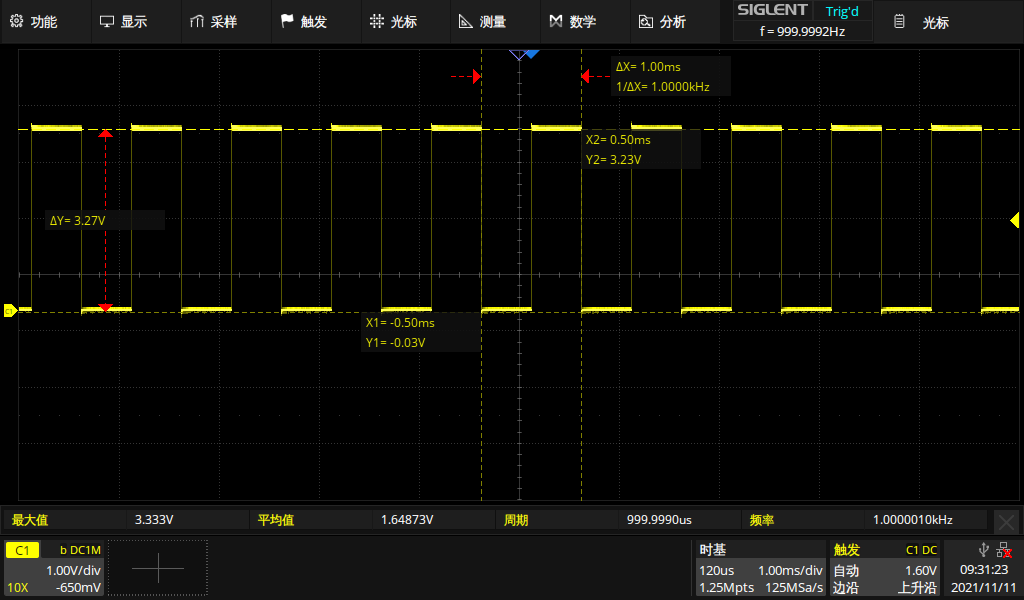 功能
显示
采样
触发
光标
测量
数学
分析
SIGLENT Trig'd
f = 999.9992Hz
光标
ΔX= 1.00ms
1/ΔX= 1.0000kHz
X2= 0.50ms
Y2= 3.23V
ΔY= 3.27V
C1
X1= -0.50ms
Y1= -0.03V
最大值 3.333V 平均值 1.64873V 周期 999.9990us 频率 1.0000010kHz
C1 b DC1M
1.00V/div
10X -650mV
时基
120us 1.00ms/div
1.25Mpts 125MSa/s
触发 C1 DC
自动 1.60V
边沿 上升沿
09:31:23
2021/11/11